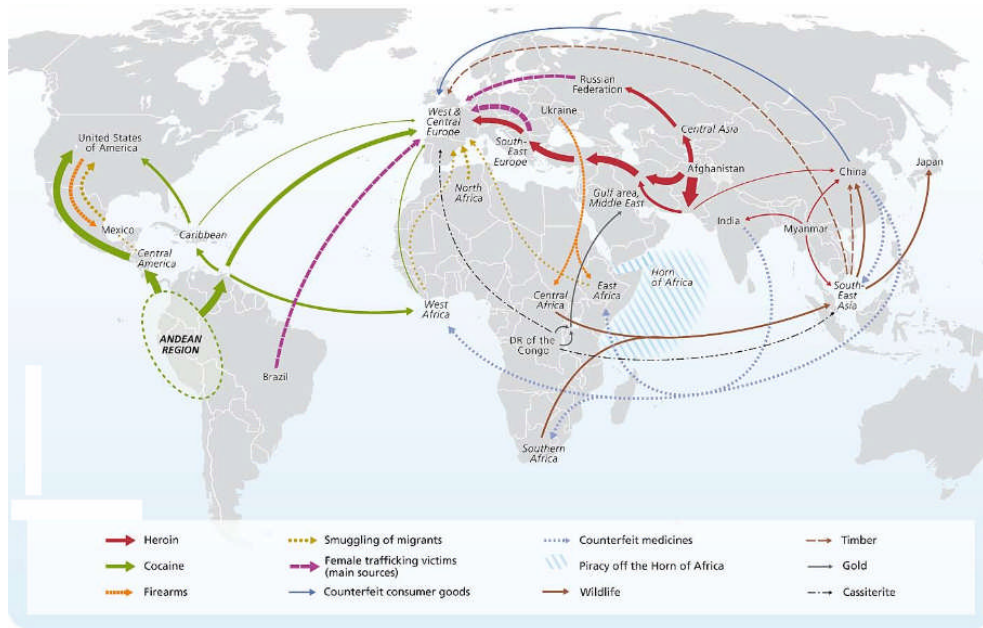 Russian
Federation
United States
of America
West &
Central
Europe
Ukraine
Central Asia
South-
East
Europe
Afghanistan
Japan
China
North
Africa
Gulf area,
Middle East
India
Myanmar
Mexico
Caribbean
Central
America
Horn
of Africa
South-
East
Asia
East
Africa
Central
Africa
West
Africa
ANDEAN
REGION
DR of the
Congo
Brazil
Southern
Africa
Heroin
Cocaine
Firearms
Smuggling of migrants
Female trafficking victims
(main sources)
Counterfeit consumer goods
Counterfeit medicines
Piracy off the Horn of Africa
Wildlife
Timber
Gold
Cassiterite